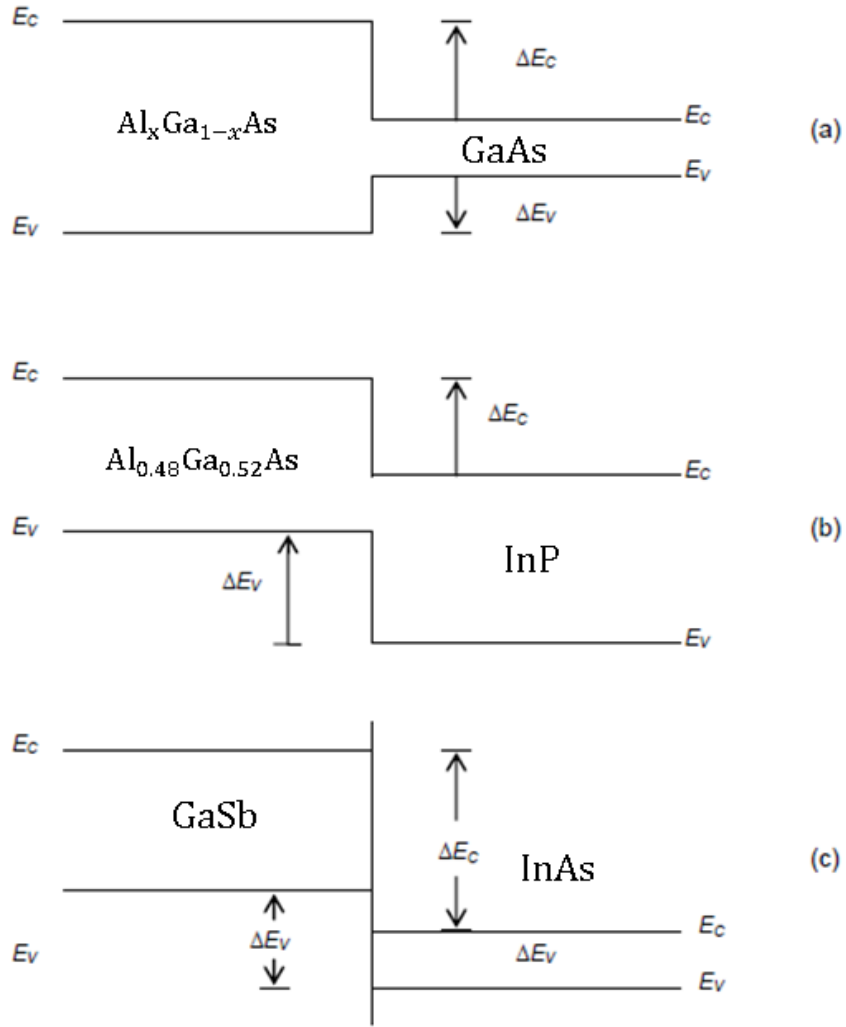 E_C
ΔE_C
Al_xGa_{1−x}As
E_C
(a)
GaAs
E_V
ΔE_V
E_V
E_C
ΔE_C
Al_{0.48}Ga_{0.52}As
E_C
E_V
(b)
InP
ΔE_V
E_V
E_C
GaSb
ΔE_C
InAs
(c)
E_C
ΔE_V
E_V
ΔE_V
E_V